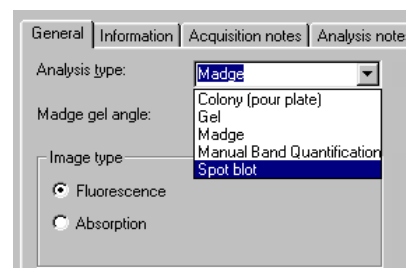 General Information Acquisition notes Analysis note
Analysis type: Madge
Colony (pour plate)
Madge gel angle: Gel
Madge
Manual Band Quantification
Image type
Spot blot
Fluorescence
Absorption